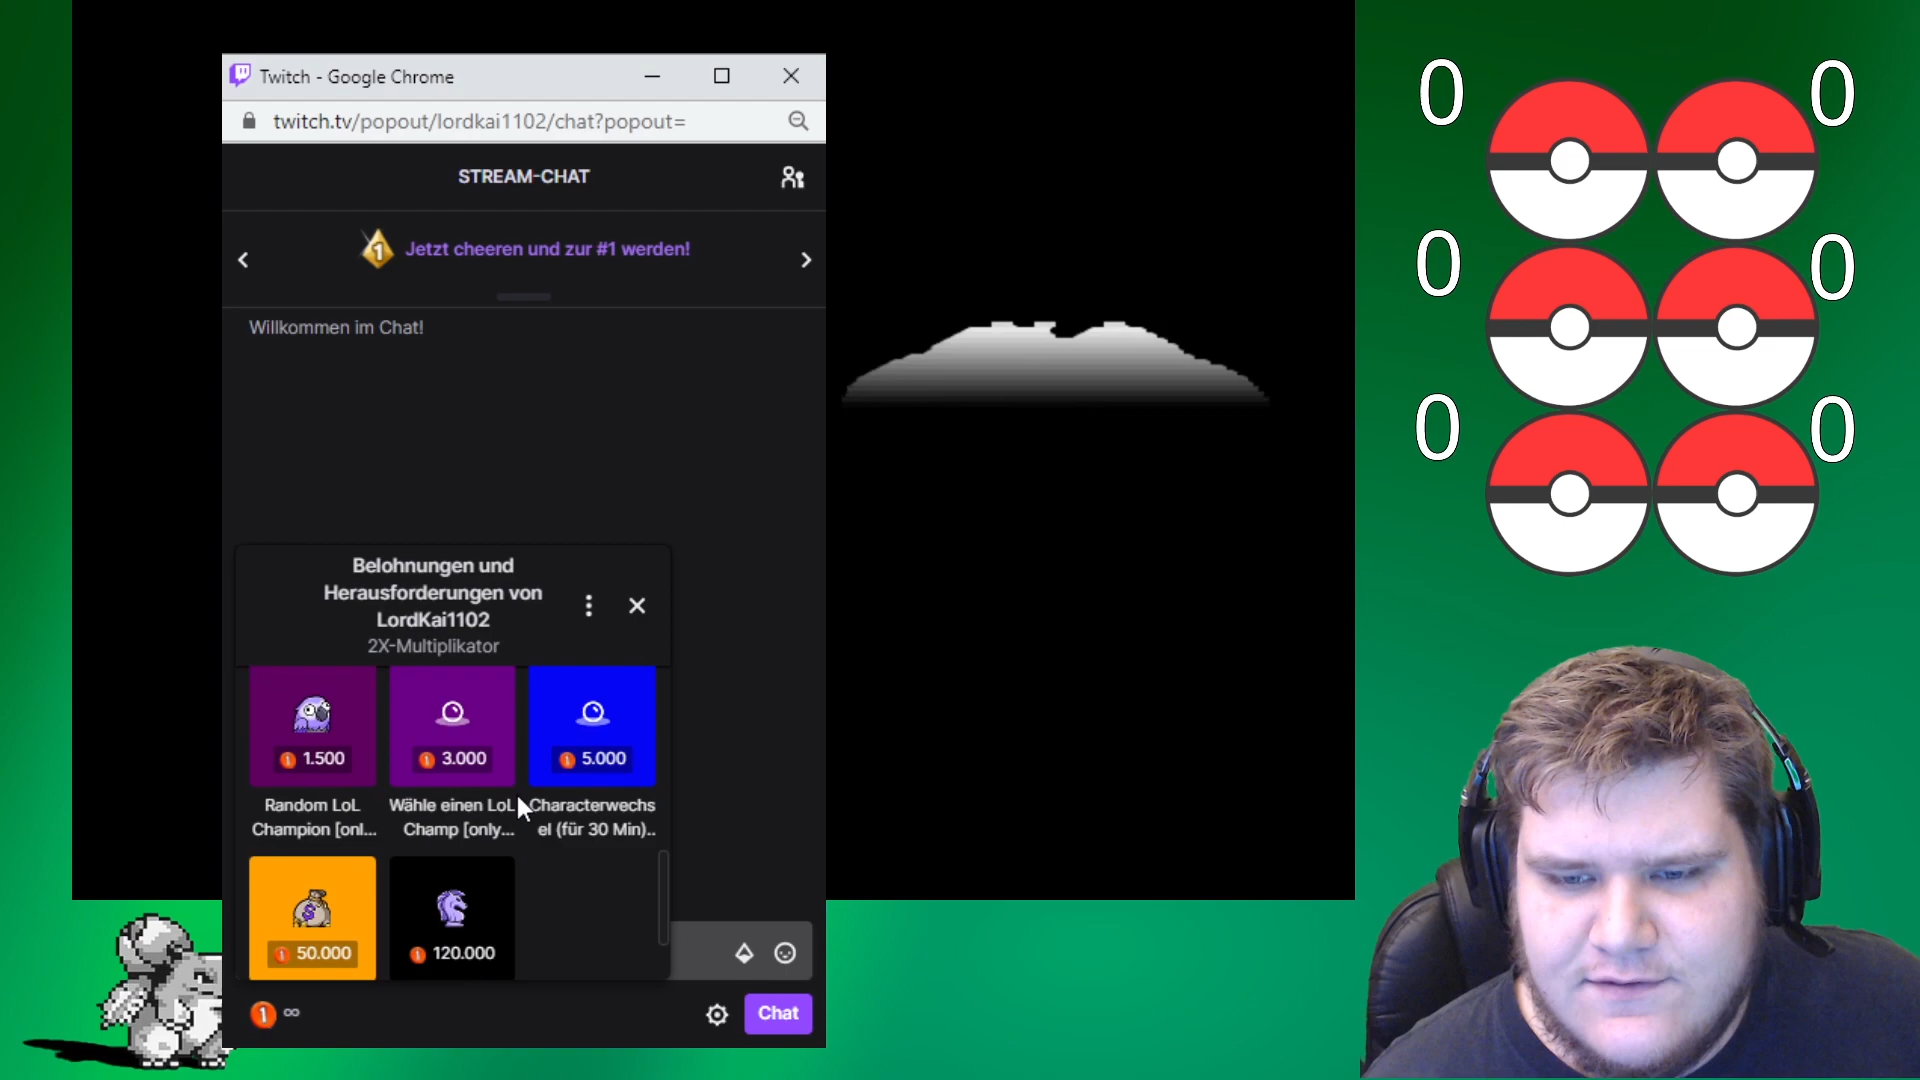 Twitch - Google Chrome
twitch.tv/popout/lordkai1102/chat?popout=
STREAM-CHAT
1
Jetzt cheeren und zur #1 werden!
Willkommen im Chat!
Belohnungen und
Herausforderungen von
LordKai1102
2X-Multiplikator
1.500
3.000
5.000
Random LoL
Champion [onl...
Wähle einen LoL
Champ [only...
Characterwechs
el (für 30 Min)..
50.000
120.000
1 ∞
Chat
0 0
0 0
0 0